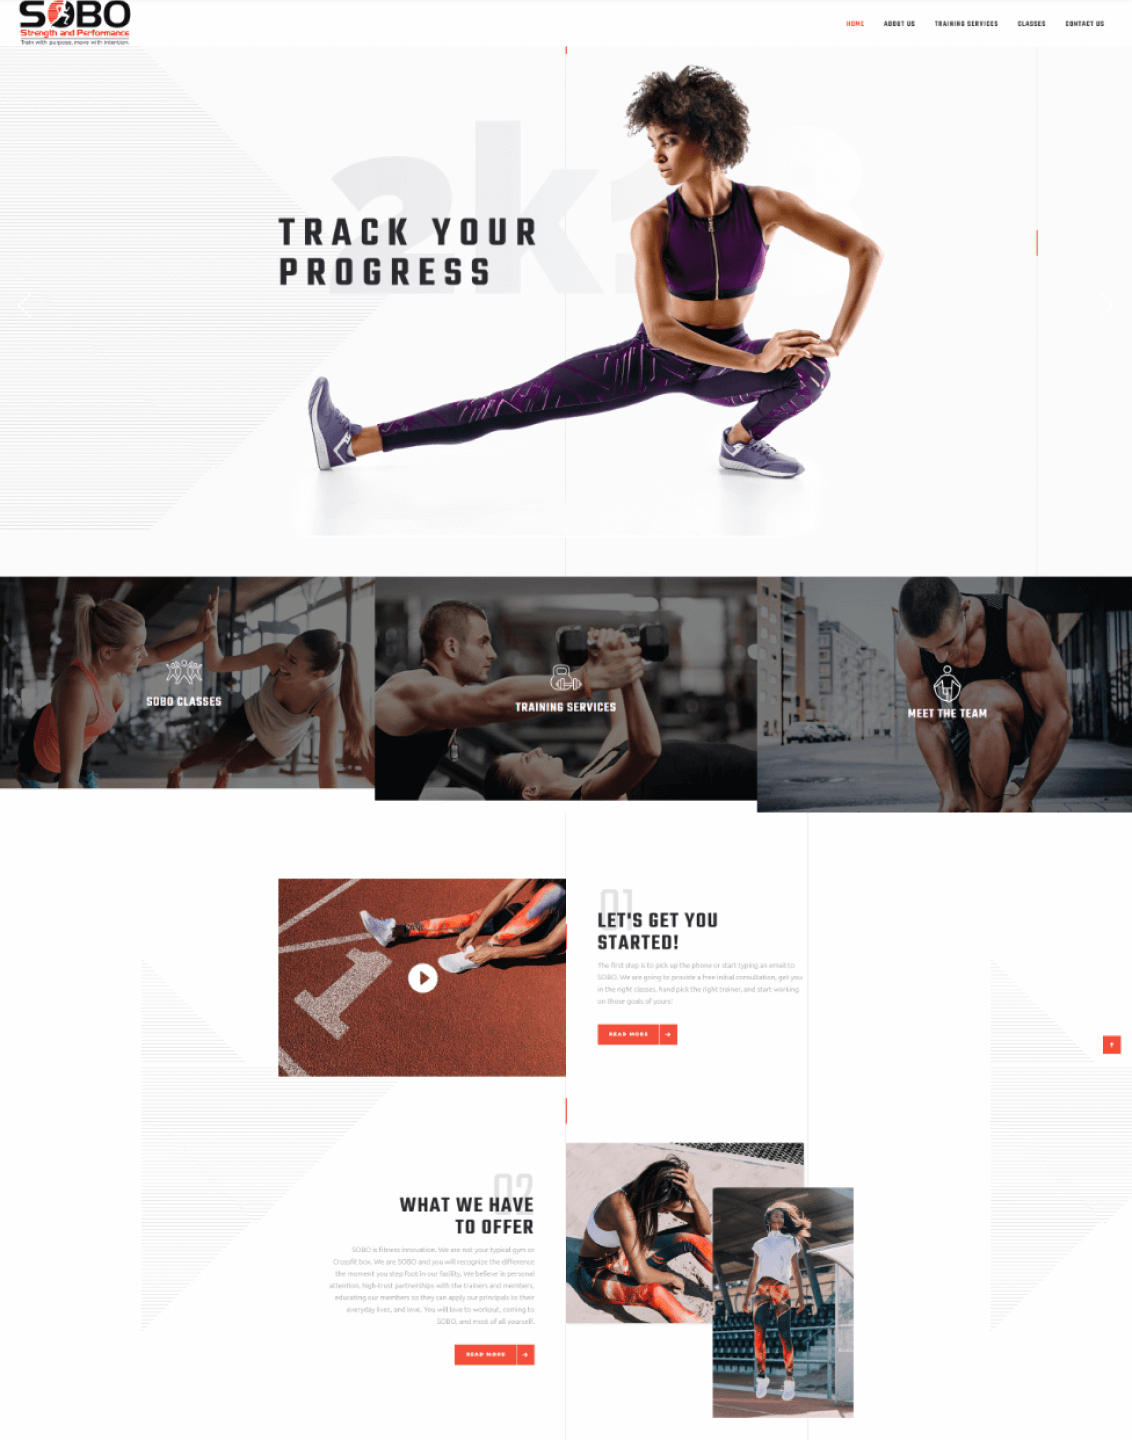 SOBO
Strength and Performance
Train with purpose, move with intention.
HOME ABOUT US TRAINING SERVICES CLASSES CONTACT US
2k18
TRACK YOUR
PROGRESS
SOBO CLASSES
TRAINING SERVICES
MEET THE TEAM
1
01
LET'S GET YOU
STARTED!
The first step is to pick up the phone or start typing an email to
SOBO. We are going to provide a free initial consultation, get you
in the right classes, hand pick the right trainer, and start working
on those goals of yours!
READ MORE
02
WHAT WE HAVE
TO OFFER
SOBO is fitness innovation. We are not your typical gym or
Crossfit box. We are SOBO and you will recognize the difference
the moment you step foot in our facility. We believe in personal
attention, high-trust partnerships with the trainers and members,
educating our members so they can apply our principals to their
everyday lives, and love. You will love to workout, coming to
SOBO, and most of all yourself.
READ MORE